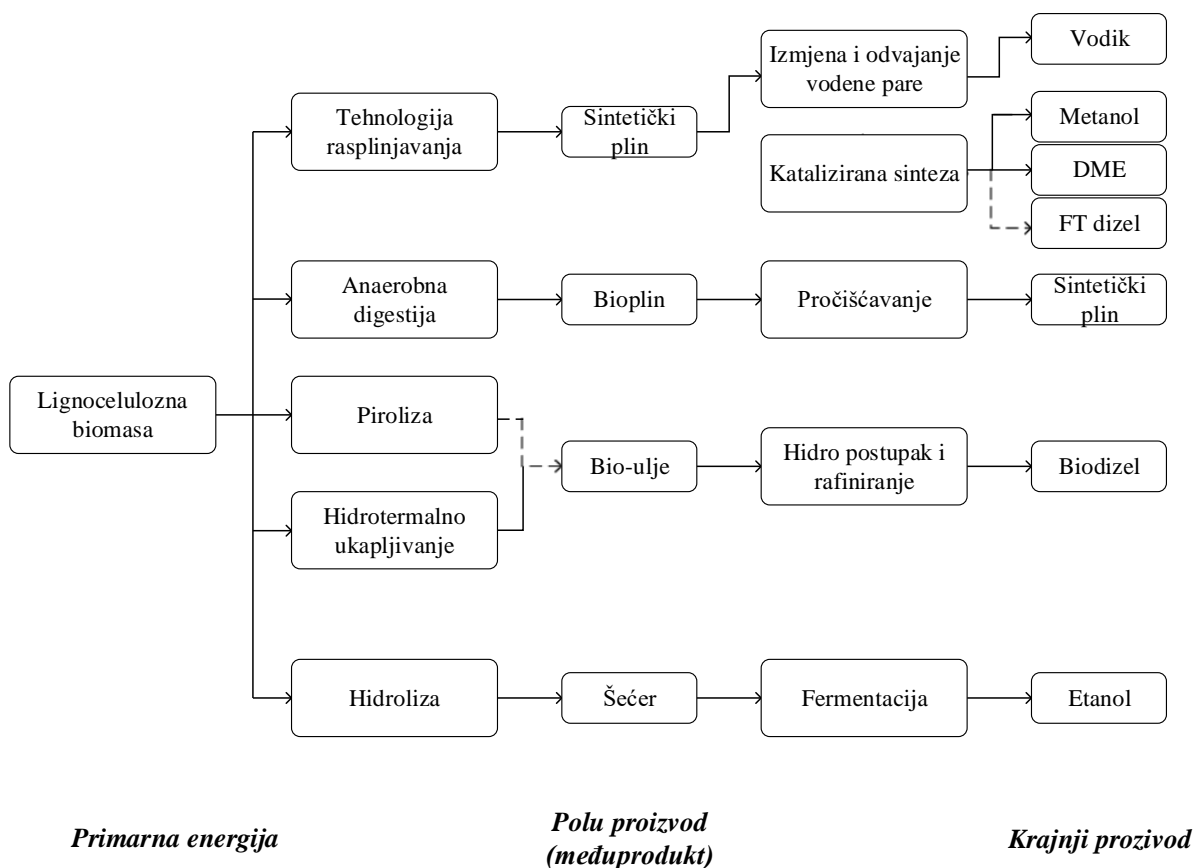 Izmjena i odvajanje
vodene pare
Vodik
Tehnologija
rasplinjavanja
Sintetički
plin
Metanol
Katalizirana sinteza
DME
FT dizel
Anaerobna
digestija
Bioplin
Pročišćavanje
Sintetički
plin
Lignocelulozna
biomasa
Piroliza
Bio-ulje
Hidro postupak i
rafiniranje
Biodizel
Hidrotermalno
ukapljivanje
Hidroliza
Šećer
Fermentacija
Etanol
Primarna energija
Polu proizvod
(međuprodukt)
Krajnji prozivod